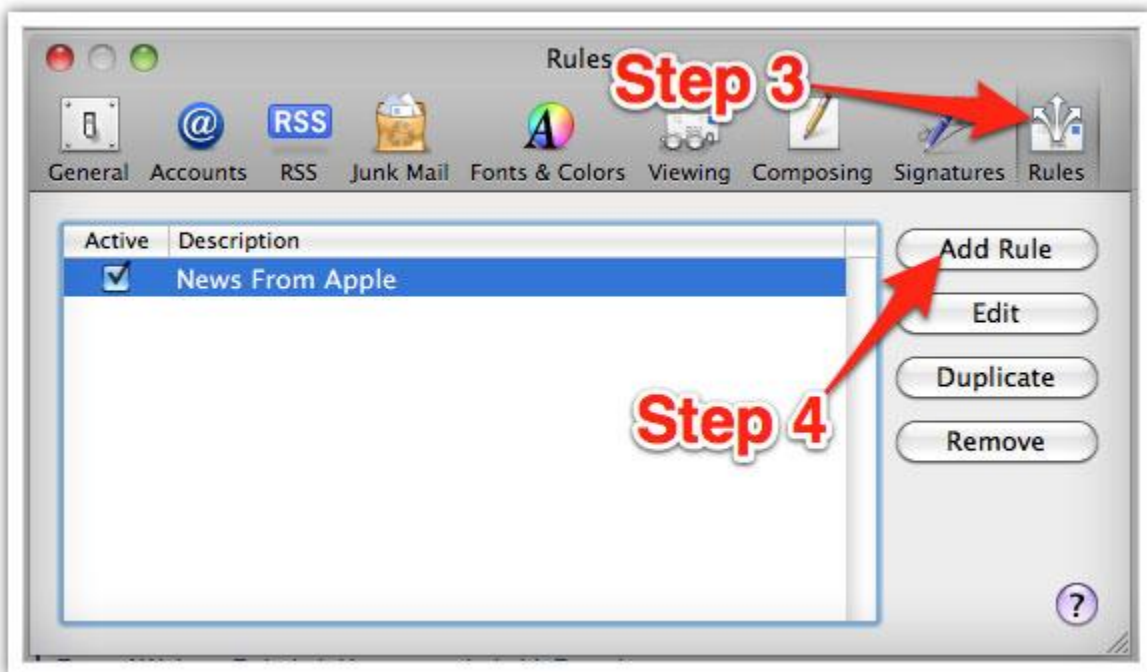 Rules
Step 3
RSS
General Accounts RSS Junk Mail Fonts & Colors Viewing Composing Signatures Rules
Active Description
Add Rule
News From Apple
Edit
Duplicate
Step 4
Remove
?